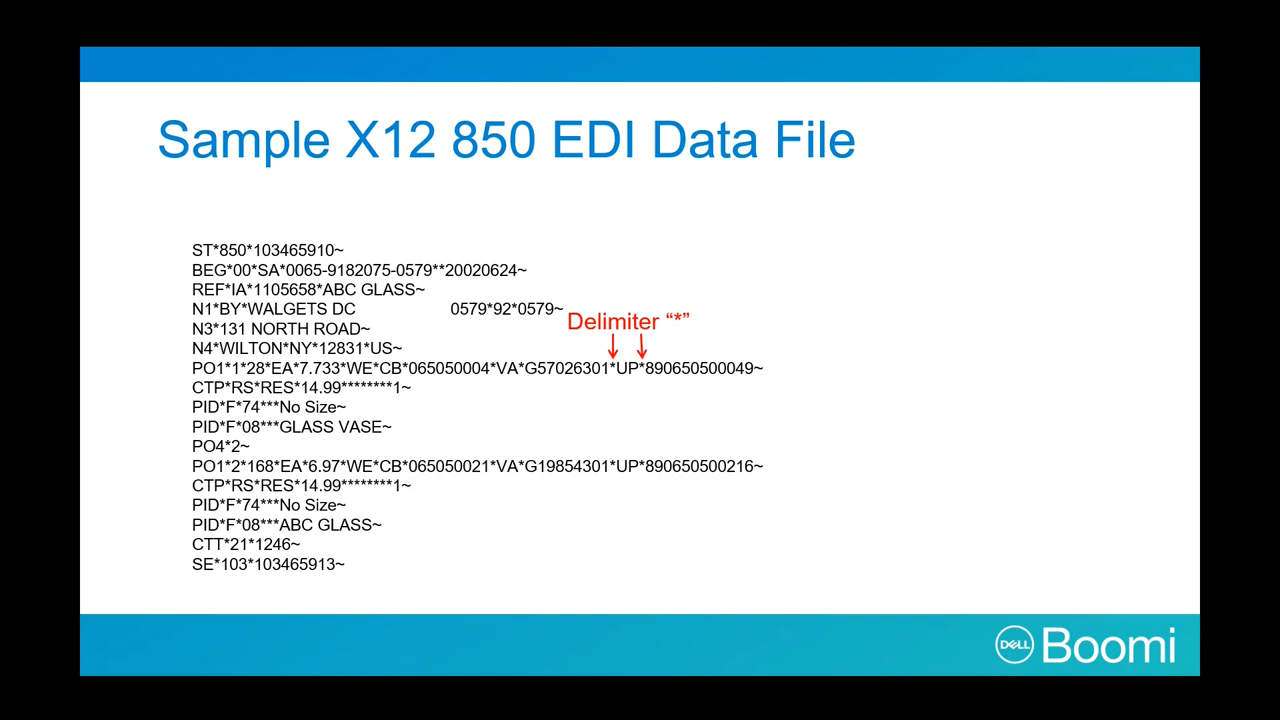 Sample X12 850 EDI Data File
ST*850*103465910~
BEG*00*SA*0065-9182075-0579**20020624~
REF*IA*1105658*ABC GLASS~
N1*BY*WALGETS DC 0579*92*0579~
Delimiter “*”
N3*131 NORTH ROAD~
N4*WILTON*NY*12831*US~
PO1*1*28*EA*7.733*WE*CB*065050004*VA*G57026301*UP*890650500049~
CTP*RS*RES*14.99********1~
PID*F*74***No Size~
PID*F*08***GLASS VASE~
PO4*2~
PO1*2*168*EA*6.97*WE*CB*065050021*VA*G19854301*UP*890650500216~
CTP*RS*RES*14.99********1~
PID*F*74***No Size~
PID*F*08***ABC GLASS~
CTT*21*1246~
SE*103*103465913~
DELL Boomi